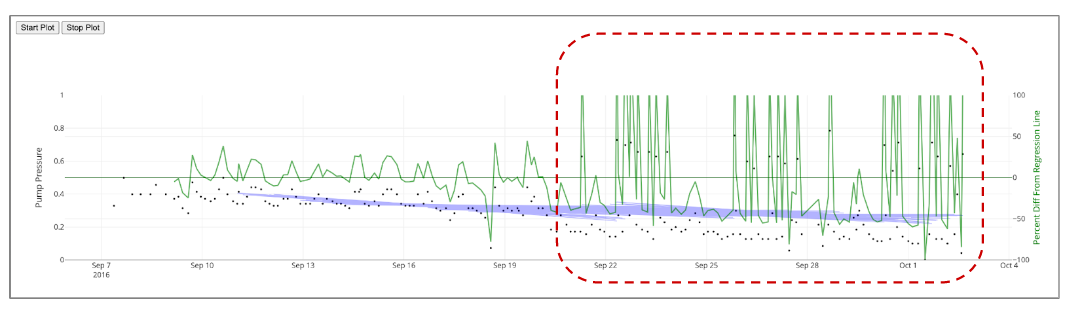 Start Plot Stop Plot
1 100
0.8 50
0.6
0
0.4
0.2 -50
0 -100
Pump Pressure
Percent Diff From Regression Line
Sep 7 Sep 10 Sep 13 Sep 16 Sep 19 Sep 22 Sep 25 Sep 28 Oct 1 Oct 4
2016